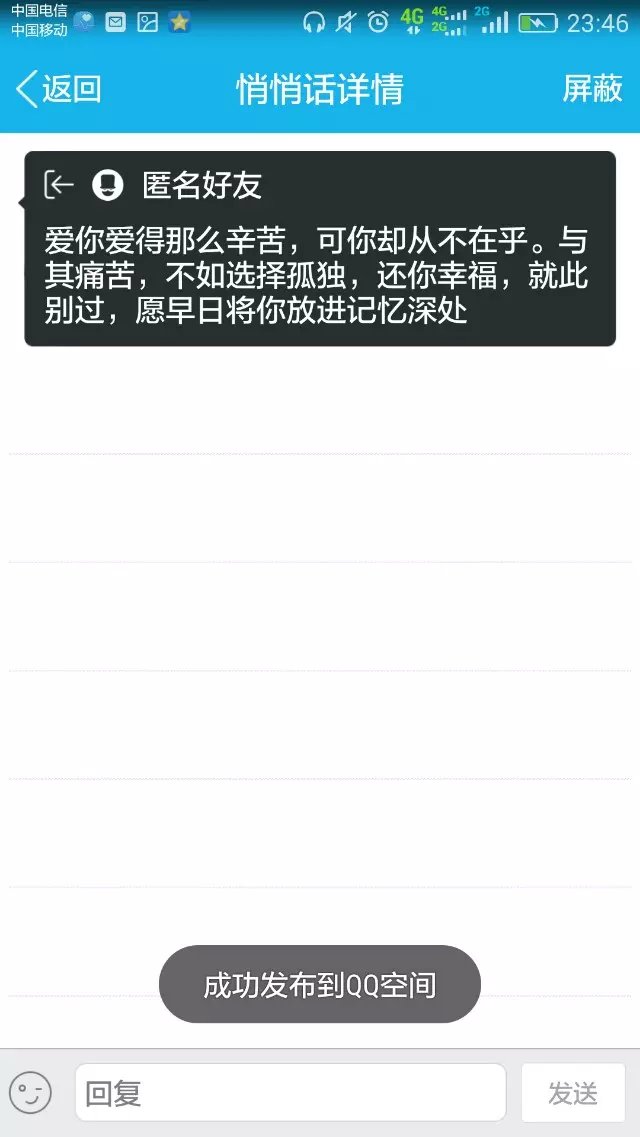 中国电信
中国移动
4G 4G 2G 2G 23:46
返回 悄悄话详情 屏蔽
匿名好友
爱你爱得那么辛苦，可你却从不在乎。与
其痛苦，不如选择孤独，还你幸福，就此
别过，愿早日将你放进记忆深处
成功发布到QQ空间
回复 发送